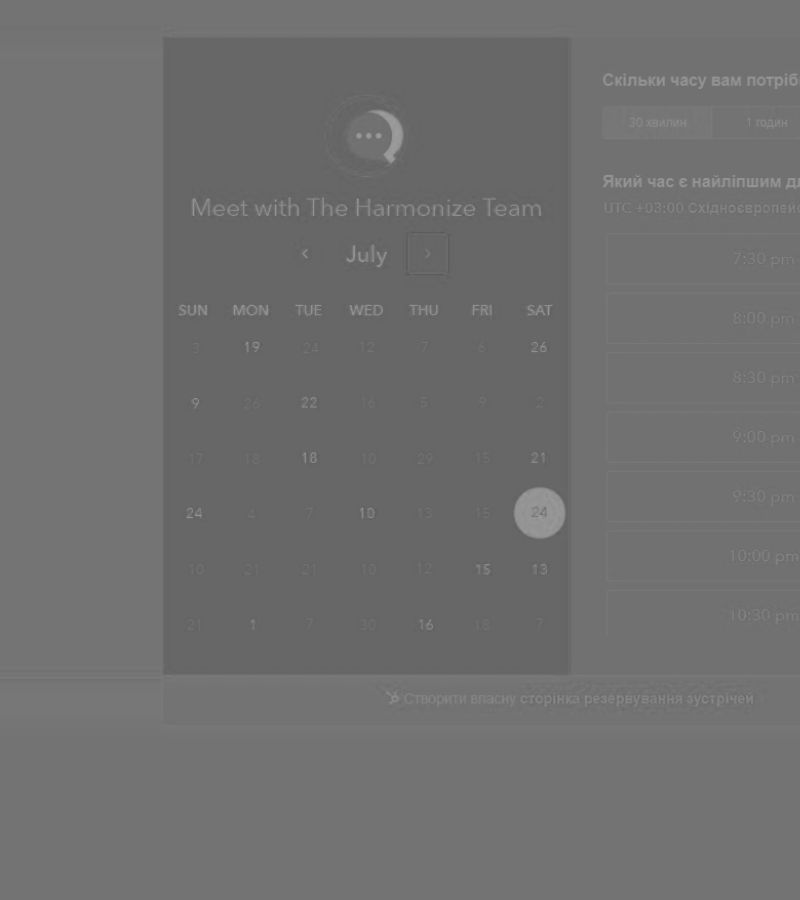 Meet with The Harmonize Team
July
SUN MON TUE WED THU FRI SAT
3 19 24 12 7 6 26
9 26 22 16 5 9 2
17 18 18 10 29 15 21
24 4 7 10 13 15 24
10 21 21 10 12 15 13
21 1 7 30 16 18 7
Скільки часу вам потріб
30 хвилин 1 годин
Який час є найліпшим дл
UTC +03:00 Східноєвропейс
7:30 pm
8:00 pm
8:30 pm
9:00 pm
9:30 pm
10:00 pm
10:30 pm
Створити власну сторінка резервування зустрічей